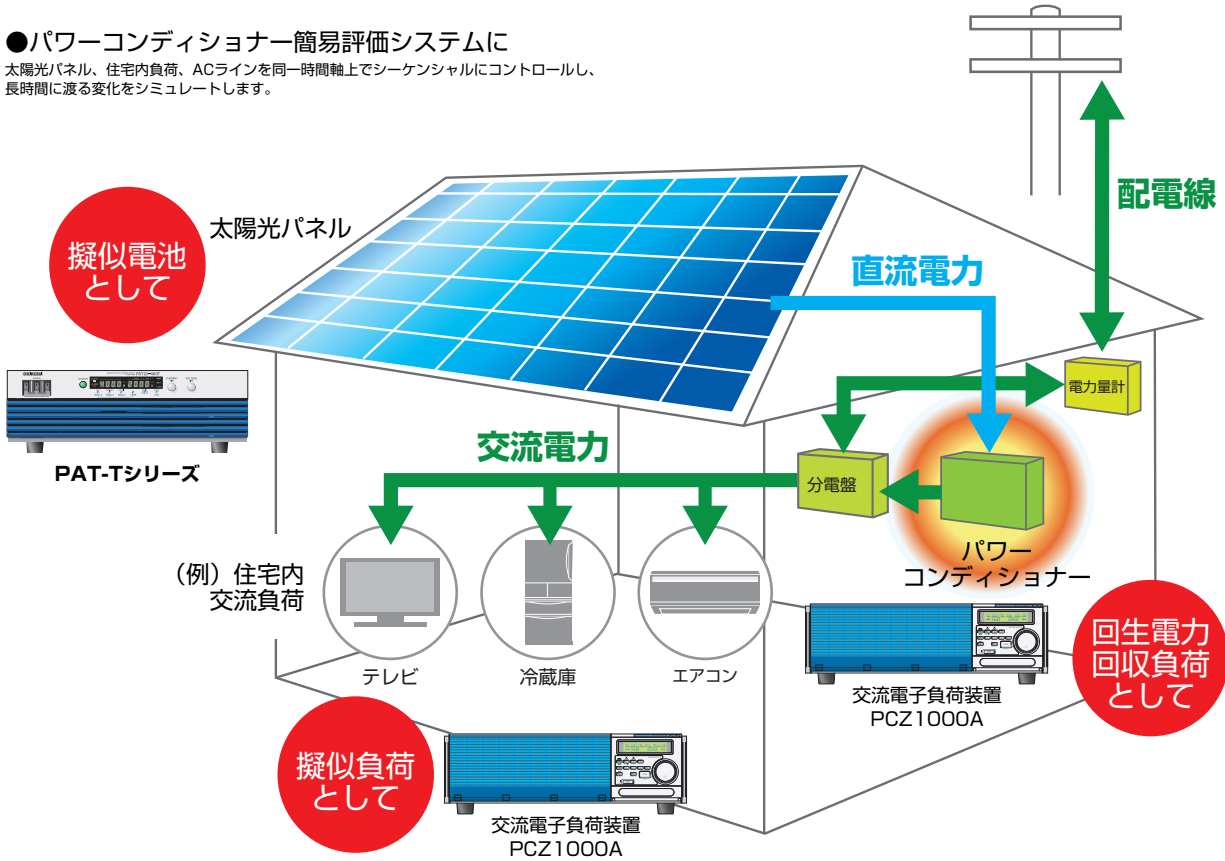 ●パワーコンディショナー簡易評価システムに
太陽光パネル、住宅内負荷、ACラインを同一時間軸上でシーケンシャルにコントロールし、
長時間に渡る変化をシミュレートします。
配電線
擬似電池
として
太陽光パネル
直流電力
電力量計
PAT-Tシリーズ
交流電力
分電盤
パワー
コンディショナー
（例）住宅内
交流負荷
テレビ
冷蔵庫
エアコン
回生電力
回収負荷
として
交流電子負荷装置
PCZ1000A
擬似負荷
として
交流電子負荷装置
PCZ1000A